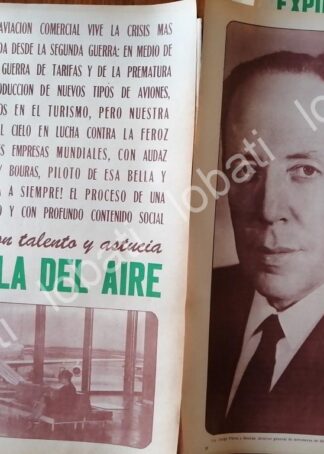 AVIACION COMERCIAL VIVE LA CRISIS MAS
DA DESDE LA SEGUNDA GUERRA: EN MEDIO DE
GUERRA DE TARIFAS Y DE LA PREMATURA
ODUCCION DE NUEVOS TIPOS DE AVIONES,
OS EN EL TURISMO, PERO NUESTRA
L CIELO EN LUCHA CONTRA LA FEROZ
S EMPRESAS MUNDIALES, CON AUDAZ
Y BOURAS, PILOTO DE ESA BELLA Y
A A SIEMPRE! EL PROCESO DE UNA
O Y CON PROFUNDO CONTENIDO SOCIAL
on talento y astucia
LA DEL AIRE
EXPI
lobati